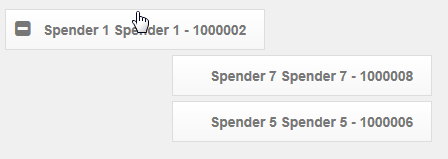 Spender 1 Spender 1 - 1000002
Spender 7 Spender 7 - 1000008
Spender 5 Spender 5 - 1000006